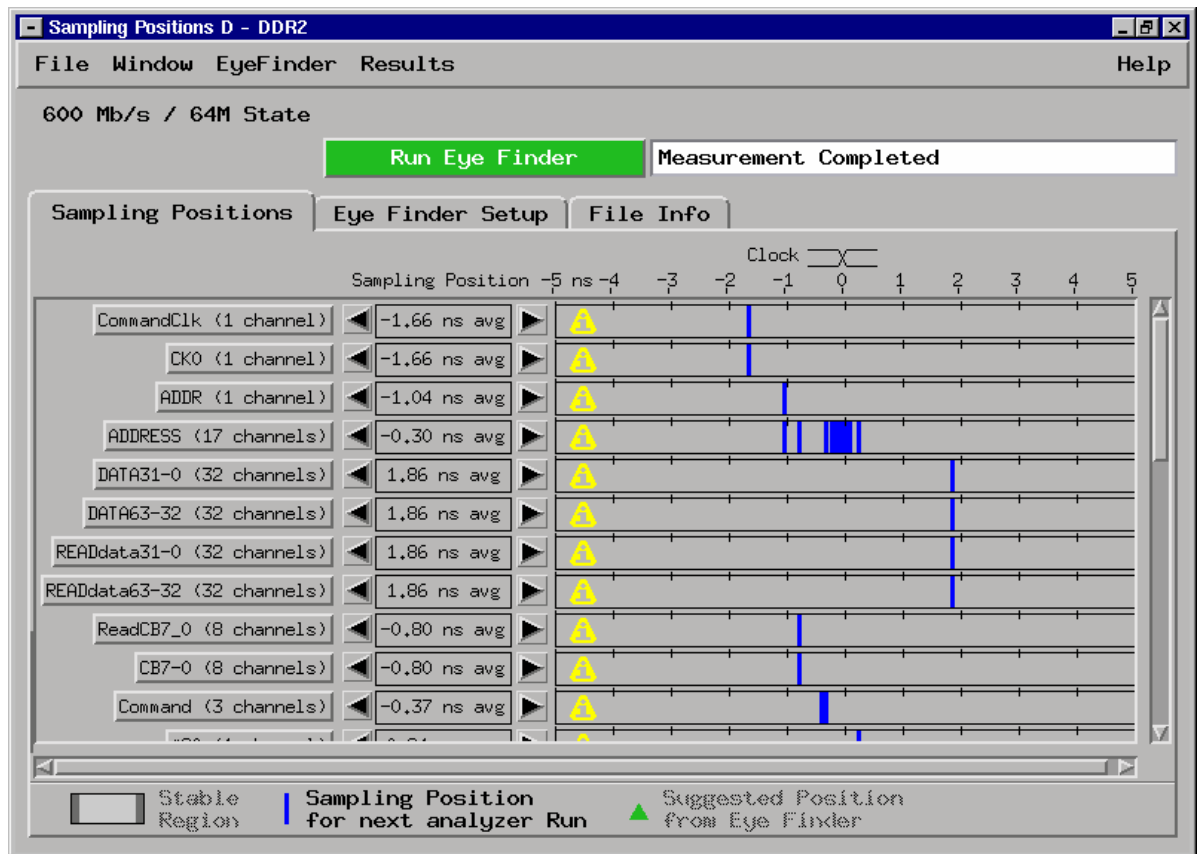 Sampling Positions D - DDR2
File Window EyeFinder Results Help
600 Mb/s / 64M State
Run Eye Finder Measurement Completed
Sampling Positions Eye Finder Setup File Info
Clock
Sampling Position -5 ns -4 -3 -2 -1 0 1 2 3 4 5
CommandClk (1 channel) -1.66 ns avg
CK0 (1 channel) -1.66 ns avg
ADDR (1 channel) -1.04 ns avg
ADDRESS (17 channels) -0.30 ns avg
DATA31-0 (32 channels) 1.86 ns avg
DATA63-32 (32 channels) 1.86 ns avg
READdata31-0 (32 channels) 1.86 ns avg
READdata63-32 (32 channels) 1.86 ns avg
ReadCB7_0 (8 channels) -0.80 ns avg
CB7-0 (8 channels) -0.80 ns avg
Command (3 channels) -0.37 ns avg
Stable Region
Sampling Position for next analyzer Run
Suggested Position from Eye Finder